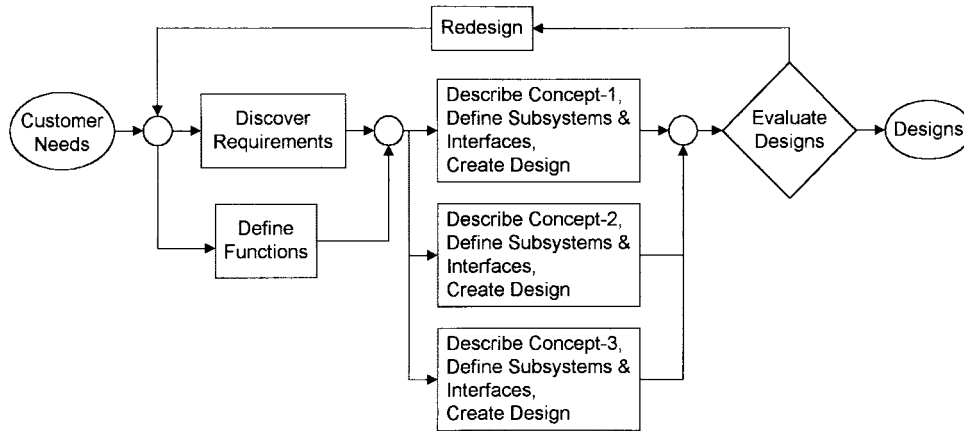 Redesign
Customer
Needs
Discover
Requirements
Define
Functions
Describe Concept-1,
Define Subsystems &
Interfaces,
Create Design
Describe Concept-2,
Define Subsystems &
Interfaces,
Create Design
Describe Concept-3,
Define Subsystems &
Interfaces,
Create Design
Evaluate
Designs
Designs